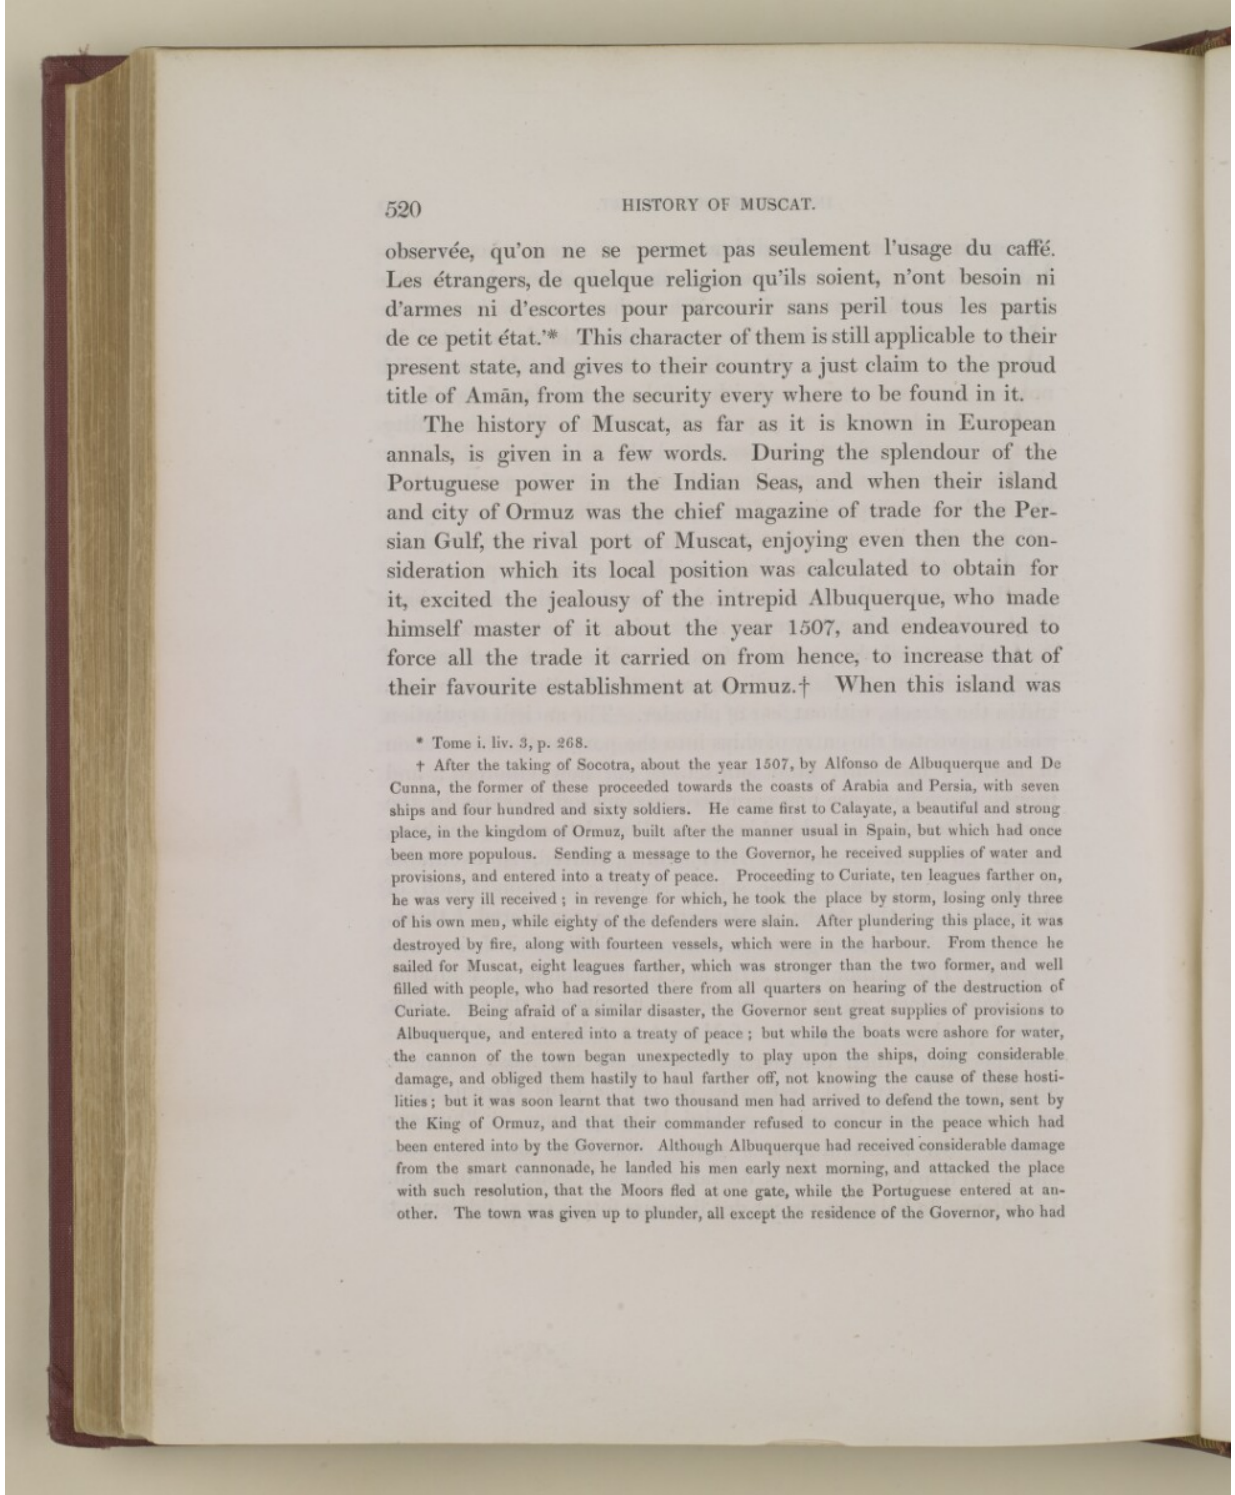 520
HISTORY OF MUSCAT.
observée, qu'on ne se permet pas seulement l'usage du caffé.
Les étrangers, de quelque religion qu'ils soient, n'ont besoin ni
d'armes ni d'escortes pour parcourir sans peril tous les partis
de ce petit état.'* This character of them is still applicable to their
present state, and gives to their country a just claim to the proud
title of Amān, from the security every where to be found in it.
The history of Muscat, as far as it is known in European
annals, is given in a few words. During the splendour of the
Portuguese power in the Indian Seas, and when their island
and city of Ormuz was the chief magazine of trade for the Per-
sian Gulf, the rival port of Muscat, enjoying even then the con-
sideration which its local position was calculated to obtain for
it, excited the jealousy of the intrepid Albuquerque, who made
himself master of it about the year 1507, and endeavoured to
force all the trade it carried on from hence, to increase that of
their favourite establishment at Ormuz.† When this island was
* Tome i. liv. 3, p. 268.
† After the taking of Socotra, about the year 1507, by Alfonso de Albuquerque and De
Cunna, the former of these proceeded towards the coasts of Arabia and Persia, with seven
ships and four hundred and sixty soldiers. He came first to Calayate, a beautiful and strong
place, in the kingdom of Ormuz, built after the manner usual in Spain, but which had once
been more populous. Sending a message to the Governor, he received supplies of water and
provisions, and entered into a treaty of peace. Proceeding to Curiate, ten leagues farther on,
he was very ill received ; in revenge for which, he took the place by storm, losing only three
of his own men, while eighty of the defenders were slain. After plundering this place, it was
destroyed by fire, along with fourteen vessels, which were in the harbour. From thence he
sailed for Muscat, eight leagues farther, which was stronger than the two former, and well
filled with people, who had resorted there from all quarters on hearing of the destruction of
Curiate. Being afraid of a similar disaster, the Governor sent great supplies of provisions to
Albuquerque, and entered into a treaty of peace ; but while the boats were ashore for water,
the cannon of the town began unexpectedly to play upon the ships, doing considerable
damage, and obliged them hastily to haul farther off, not knowing the cause of these hosti-
lities ; but it was soon learnt that two thousand men had arrived to defend the town, sent by
the King of Ormuz, and that their commander refused to concur in the peace which had
been entered into by the Governor. Although Albuquerque had received considerable damage
from the smart cannonade, he landed his men early next morning, and attacked the place
with such resolution, that the Moors fled at one gate, while the Portuguese entered at an-
other. The town was given up to plunder, all except the residence of the Governor, who had